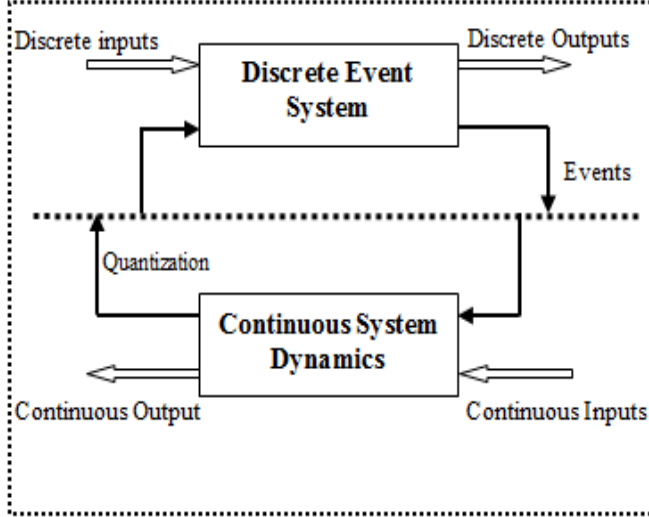 Discrete inputs
Discrete Outputs
Discrete Event
System
Events
Quantization
Continuous System
Dynamics
Continuous Output
Continuous Inputs